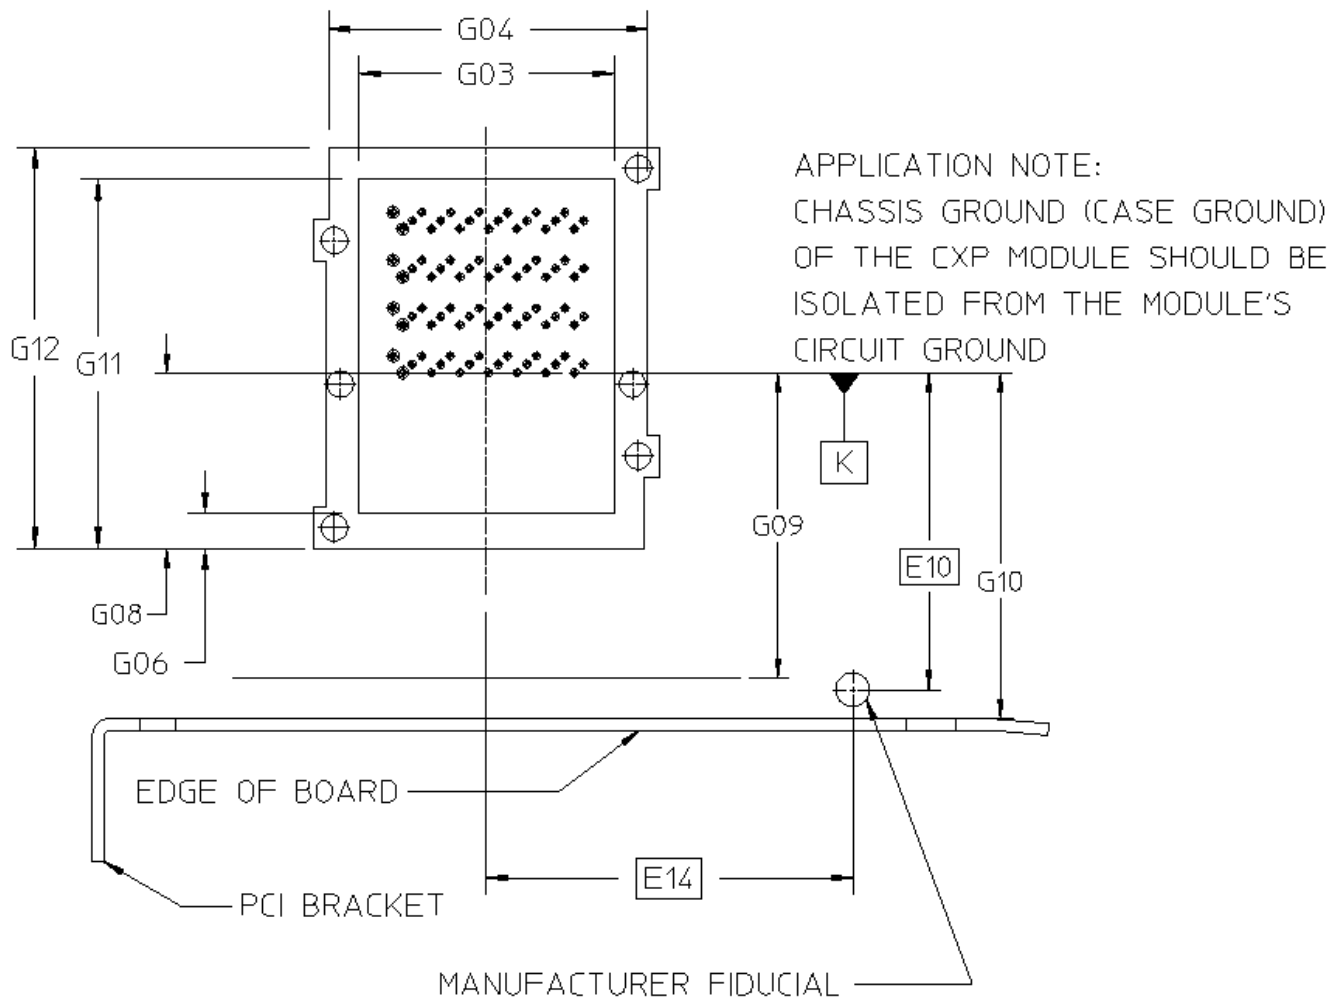 G04
G03
APPLICATION NOTE:
CHASSIS GROUND (CASE GROUND)
OF THE CXP MODULE SHOULD BE
ISOLATED FROM THE MODULE'S
CIRCUIT GROUND
G12
G11
K
G09
E10
G10
G08
G06
EDGE OF BOARD
E14
PCI BRACKET
MANUFACTURER FIDUCIAL